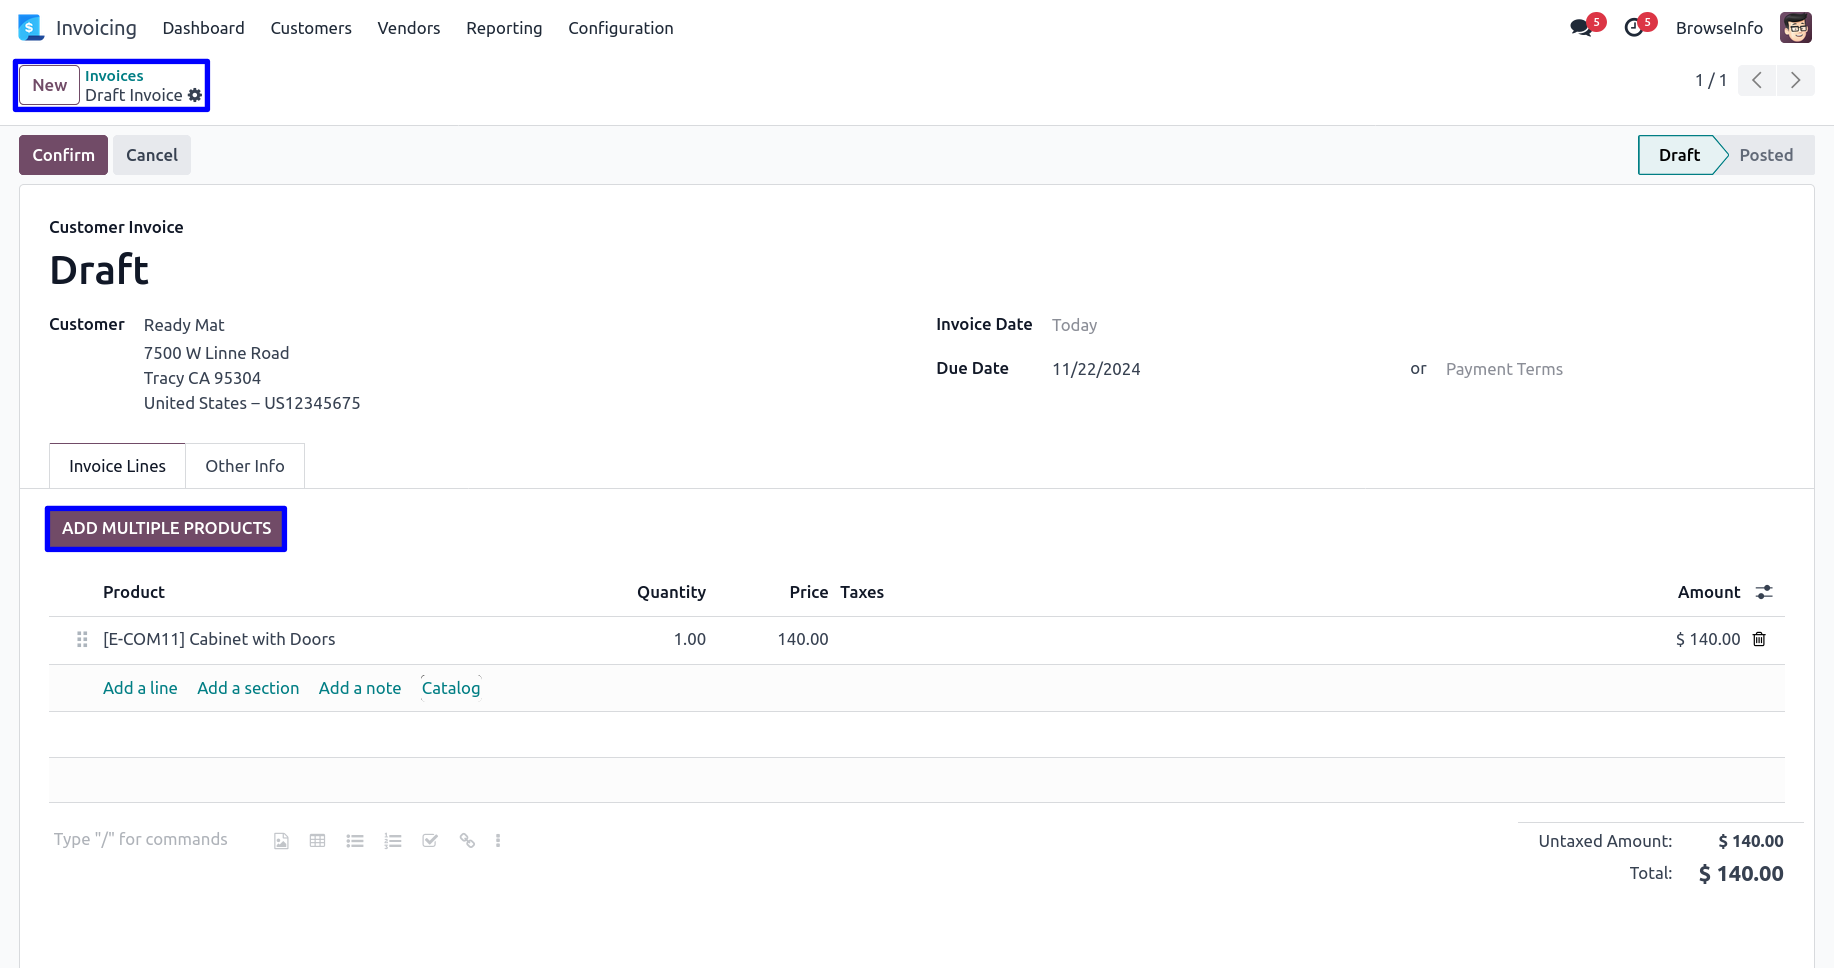 Invoicing Dashboard Customers Vendors Reporting Configuration 5 5 BrowseInfo
New Invoices
Draft Invoice
1 / 1
Confirm Cancel Draft Posted
Customer Invoice
Draft
Customer Ready Mat Invoice Date Today
7500 W Linne Road
Due Date 11/22/2024 or Payment Terms
Tracy CA 95304
United States – US12345675
Invoice Lines Other Info
ADD MULTIPLE PRODUCTS
Product Quantity Price Taxes Amount
[E-COM11] Cabinet with Doors 1.00 140.00 $ 140.00
Add a line Add a section Add a note Catalog
Type "/" for commands
Untaxed Amount: $ 140.00
Total: $ 140.00